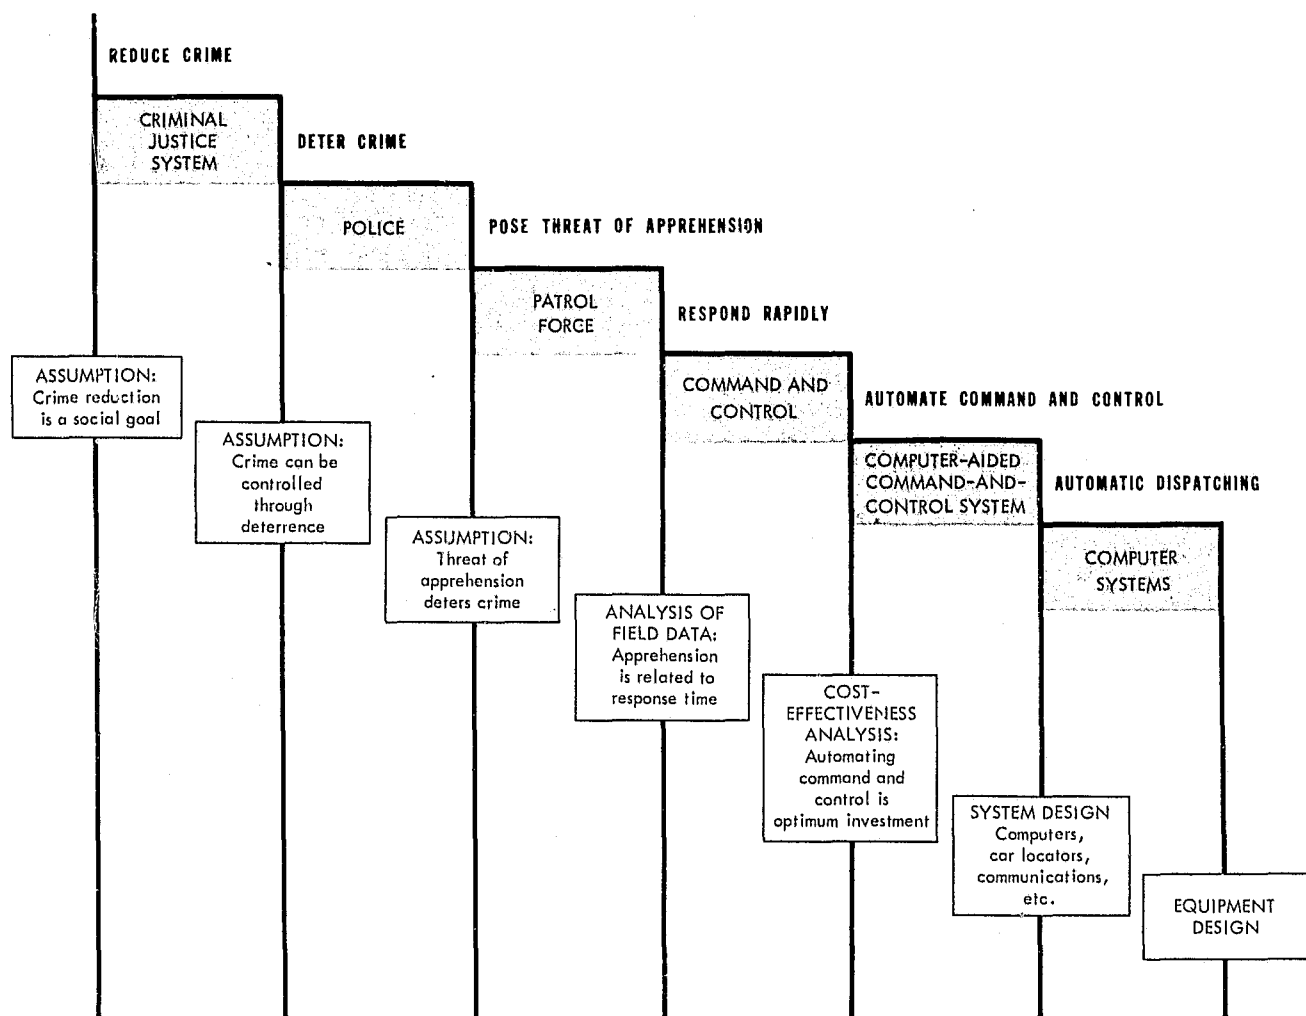 REDUCE CRIME
CRIMINAL
JUSTICE
SYSTEM
DETER CRIME
POLICE
POSE THREAT OF APPREHENSION
PATROL
FORCE
RESPOND RAPIDLY
COMMAND AND
CONTROL
AUTOMATE COMMAND AND CONTROL
COMPUTER-AIDED
COMMAND-AND-
CONTROL SYSTEM
AUTOMATIC DISPATCHING
COMPUTER
SYSTEMS
ASSUMPTION:
Crime reduction
is a social goal
ASSUMPTION:
Crime can be
controlled
through
deterrence
ASSUMPTION:
Threat of
apprehension
deters crime
ANALYSIS OF
FIELD DATA:
Apprehension
is related to
response time
COST-
EFFECTIVENESS
ANALYSIS:
Automating
command and
control is
optimum investment
SYSTEM DESIGN
Computers,
car locators,
communications,
etc.
EQUIPMENT
DESIGN